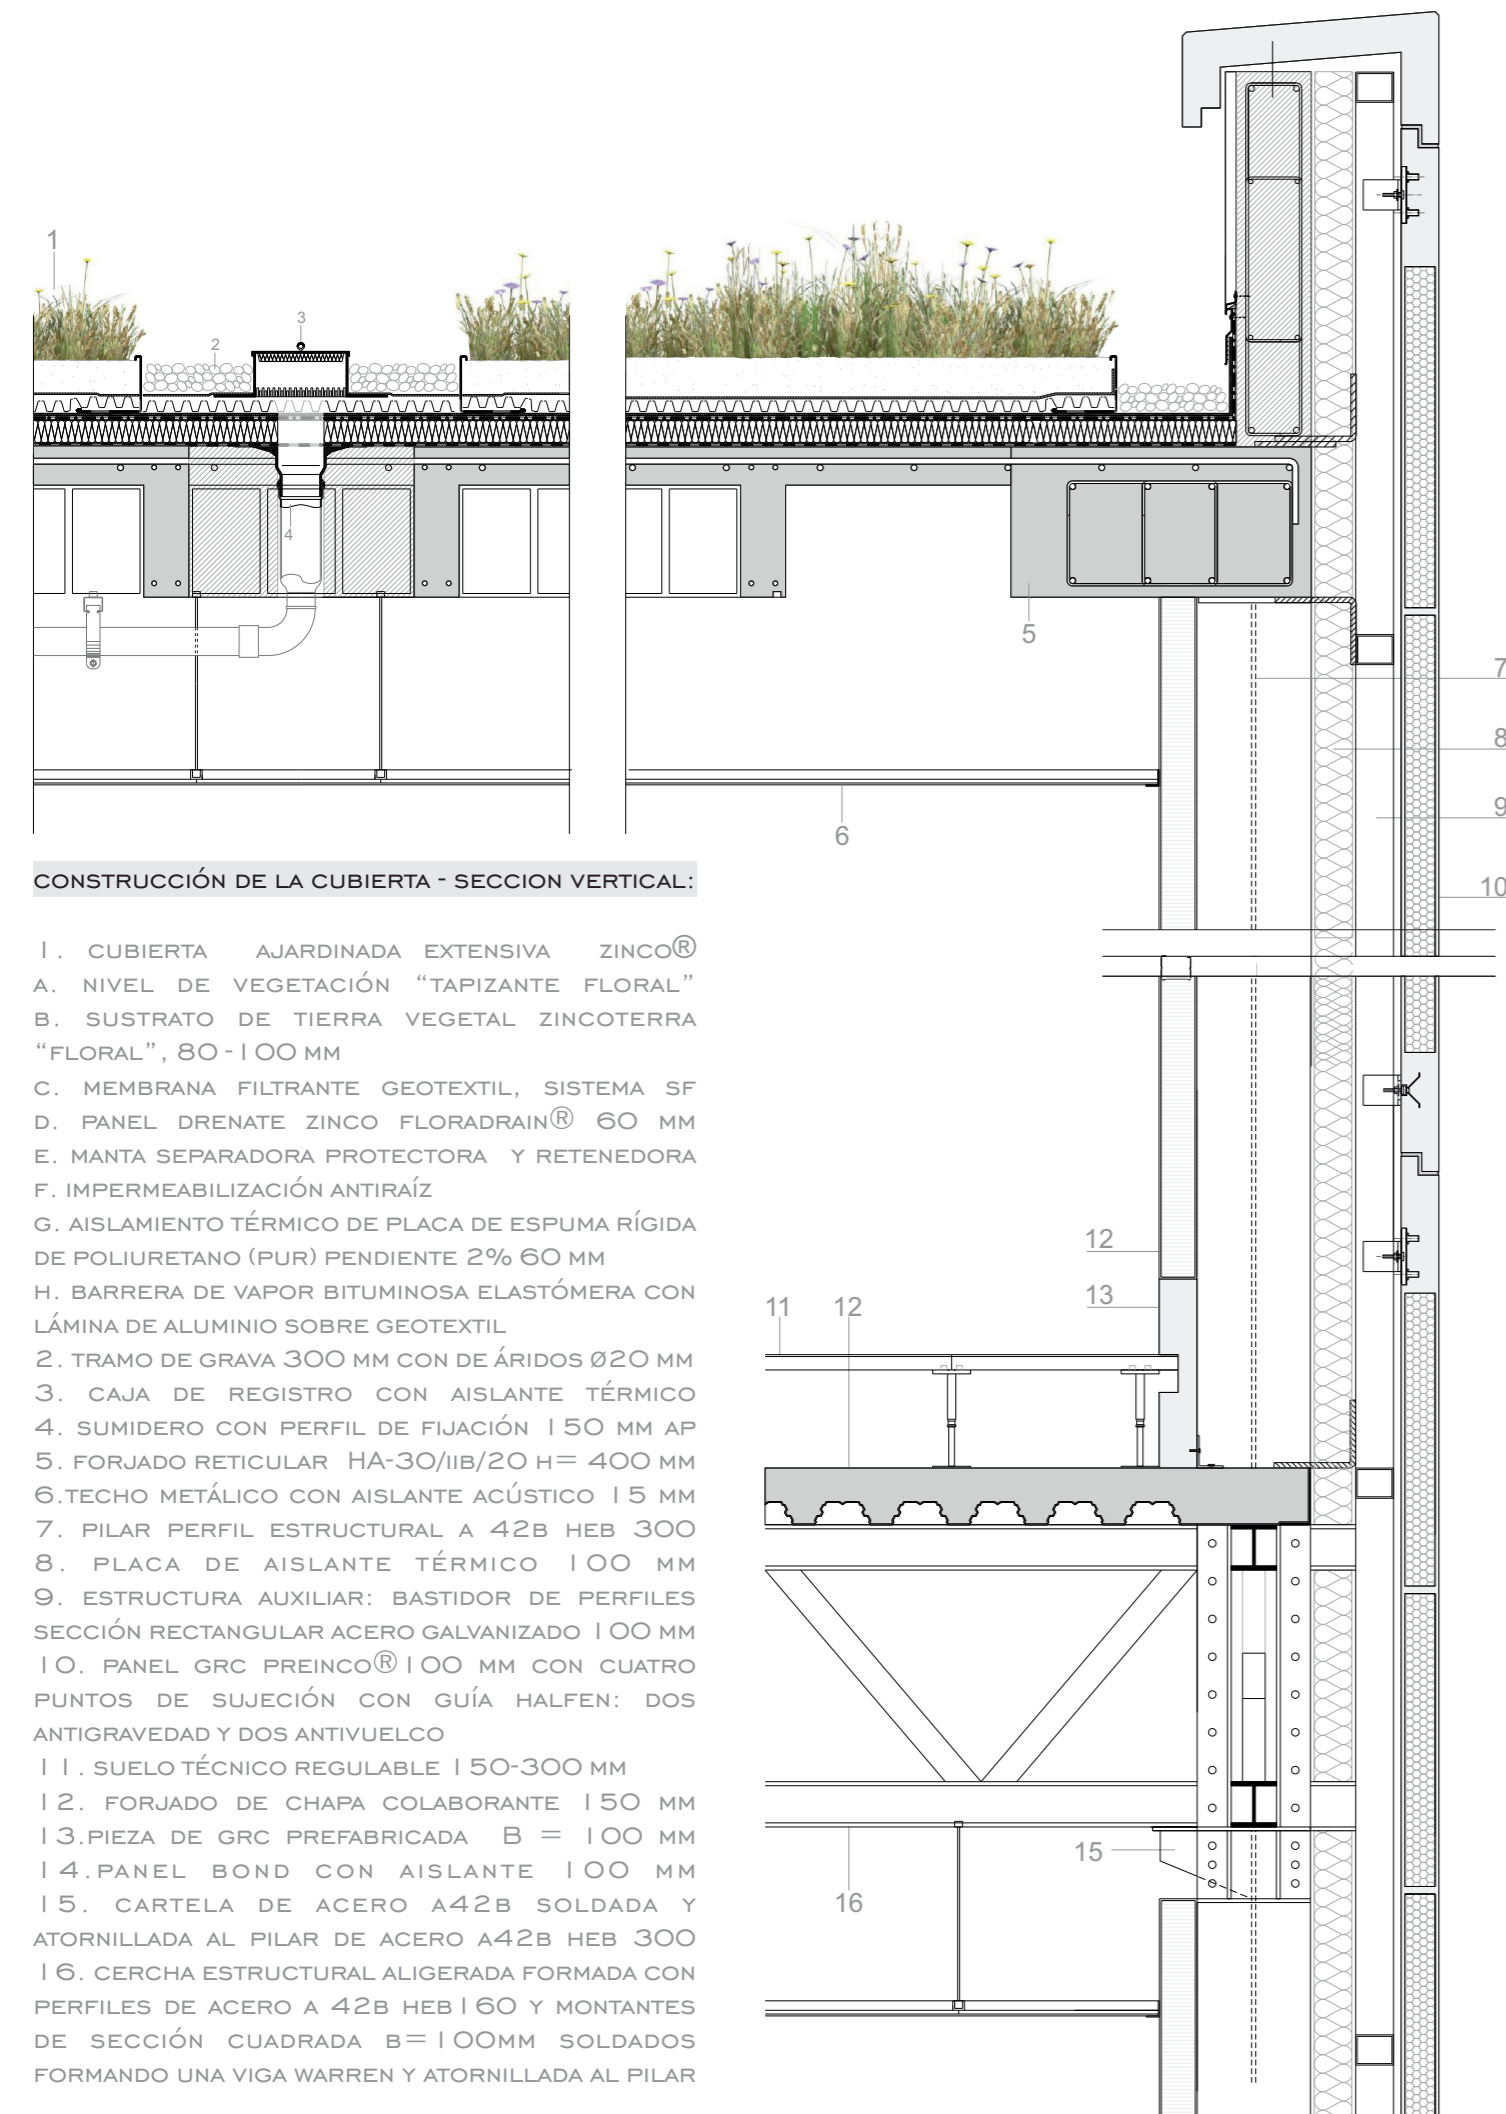 1
3
2
4
5
7
8
6
9
10
CONSTRUCCIÓN DE LA CUBIERTA - SECCION VERTICAL:
1. CUBIERTA AJARDINADA EXTENSIVA ZINCO®
A. NIVEL DE VEGETACIÓN “TAPIZANTE FLORAL”
B. SUSTRATO DE TIERRA VEGETAL ZINCOTERRA
“FLORAL”, 80-100 MM
C. MEMBRANA FILTRANTE GEOTEXTIL, SISTEMA SF
D. PANEL DRENATE ZINCO FLORADRAIN® 60 MM
E. MANTA SEPARADORA PROTECTORA Y RETENEDORA
F. IMPERMEABILIZACIÓN ANTIRAÍZ
G. AISLAMIENTO TÉRMICO DE PLACA DE ESPUMA RÍGIDA
DE POLIURETANO (PUR) PENDIENTE 2% 60 MM
H. BARRERA DE VAPOR BITUMINOSA ELASTÓMERA CON
LÁMINA DE ALUMINIO SOBRE GEOTEXTIL
2. TRAMO DE GRAVA 300 MM CON DE ÁRIDOS Ø20 MM
3. CAJA DE REGISTRO CON AISLANTE TÉRMICO
4. SUMIDERO CON PERFIL DE FIJACIÓN 150 MM AP
5. FORJADO RETICULAR HA-30/IIB/20 H= 400 MM
6.TECHO METÁLICO CON AISLANTE ACÚSTICO 15 MM
7. PILAR PERFIL ESTRUCTURAL A 42B HEB 300
8. PLACA DE AISLANTE TÉRMICO 100 MM
9. ESTRUCTURA AUXILIAR: BASTIDOR DE PERFILES
SECCIÓN RECTANGULAR ACERO GALVANIZADO 100 MM
10. PANEL GRC PREINCO®100 MM CON CUATRO
PUNTOS DE SUJECIÓN CON GUÍA HALFEN: DOS
ANTIGRAVEDAD Y DOS ANTIVUELCO
11. SUELO TÉCNICO REGULABLE 150-300 MM
12. FORJADO DE CHAPA COLABORANTE 150 MM
13.PIEZA DE GRC PREFABRICADA B = 100 MM
14.PANEL BOND CON AISLANTE 100 MM
15. CARTELA DE ACERO A42B SOLDADA Y
ATORNILLADA AL PILAR DE ACERO A42B HEB 300
16. CERCHA ESTRUCTURAL ALIGERADA FORMADA CON
PERFILES DE ACERO A 42B HEB160 Y MONTANTES
DE SECCIÓN CUADRADA B=100MM SOLDADOS
FORMANDO UNA VIGA WARREN Y ATORNILLADA AL PILAR
12
13
11 12
15
16